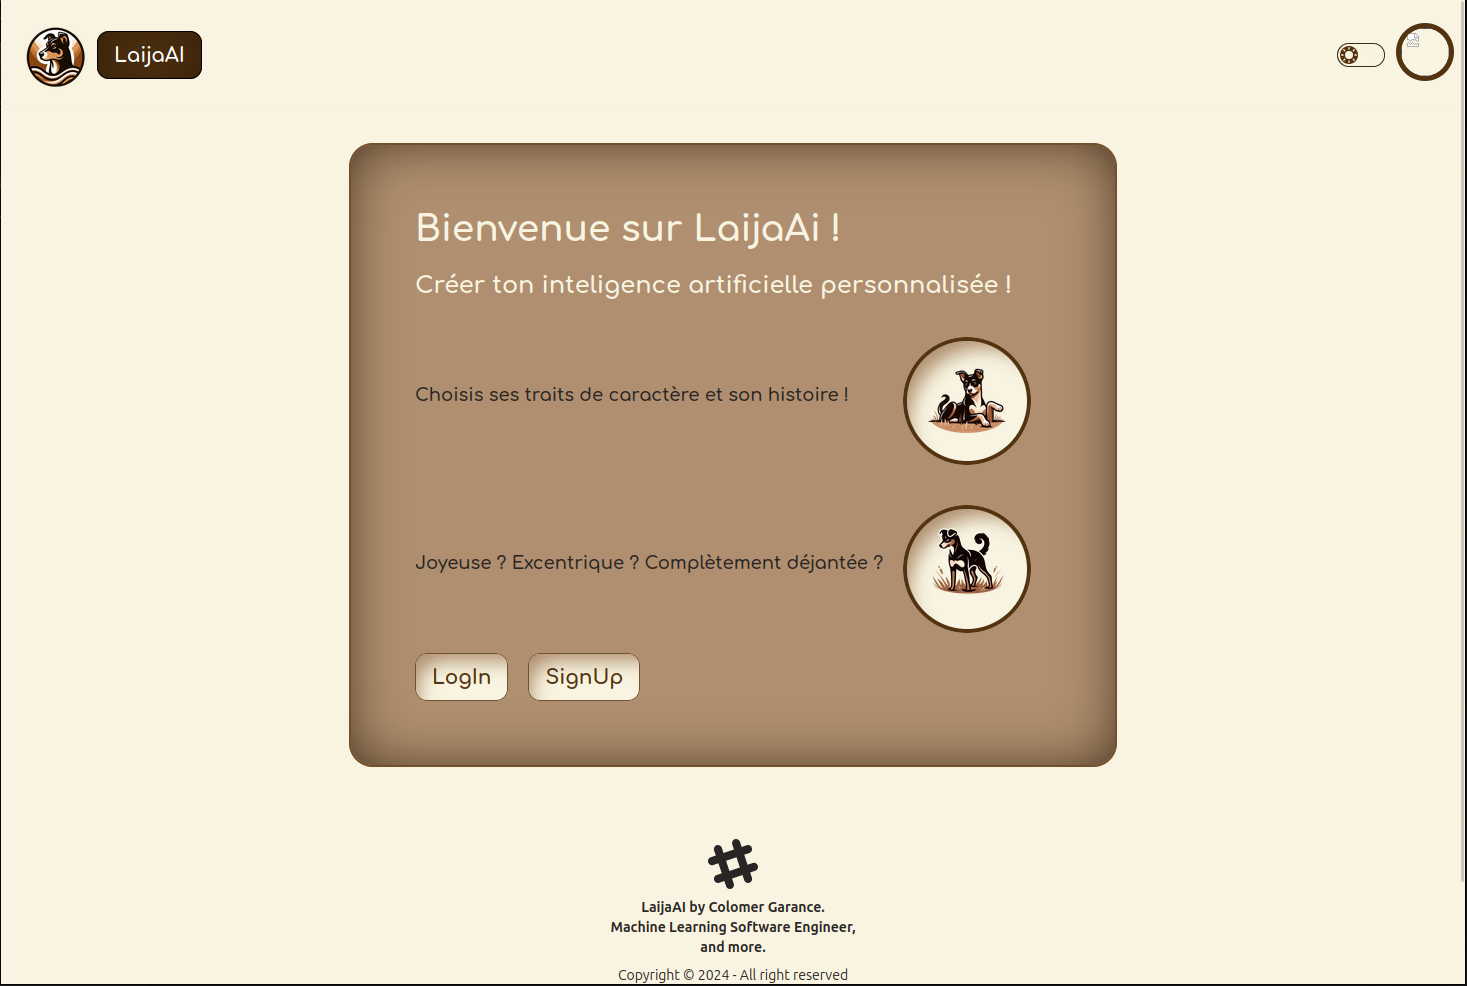 LaijaAI
Bienvenue sur LaijaAi !
Créer ton inteligence artificielle personnalisée !
Choisis ses traits de caractère et son histoire !
Joyeuse ? Excentrique ? Complètement déjantée ?
LogIn
SignUp
LaijaAI by Colomer Garance.
Machine Learning Software Engineer,
and more.
Copyright © 2024 - All right reserved